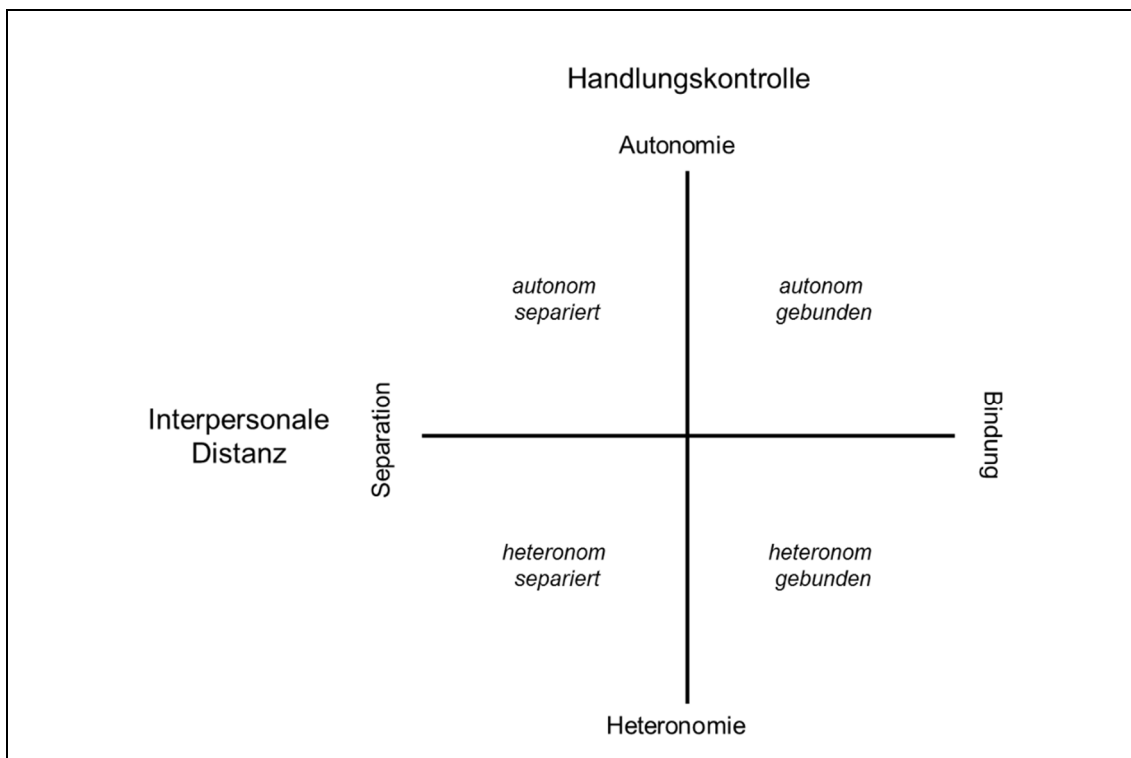 Handlungskontrolle
Autonomie
autonom
separiert
autonom
gebunden
Interpersonale
Distanz
Separation
Bindung
heteronom
separiert
heteronom
gebunden
Heteronomie